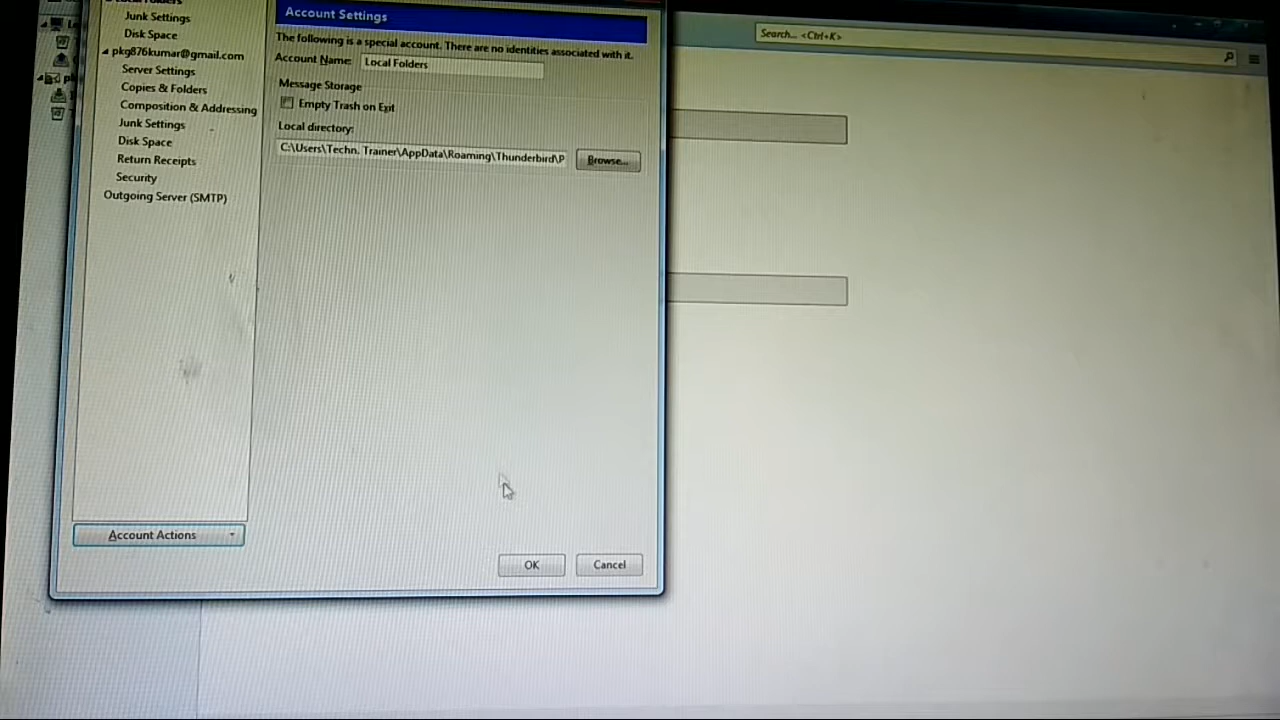 Account Settings
Local Folders
Junk Settings
Disk Space
pkg876kumar@gmail.com
Server Settings
Copies & Folders
Composition & Addressing
Junk Settings
Disk Space
Return Receipts
Security
Outgoing Server (SMTP)
Account Actions
The following is a special account. There are no identities associated with it.
Account Name: Local Folders
Message Storage
Empty Trash on Exit
Local directory:
C:\Users\Techn. Trainer\AppData\Roaming\Thunderbird\P
Browse...
OK
Cancel
Search... <Ctrl+K>